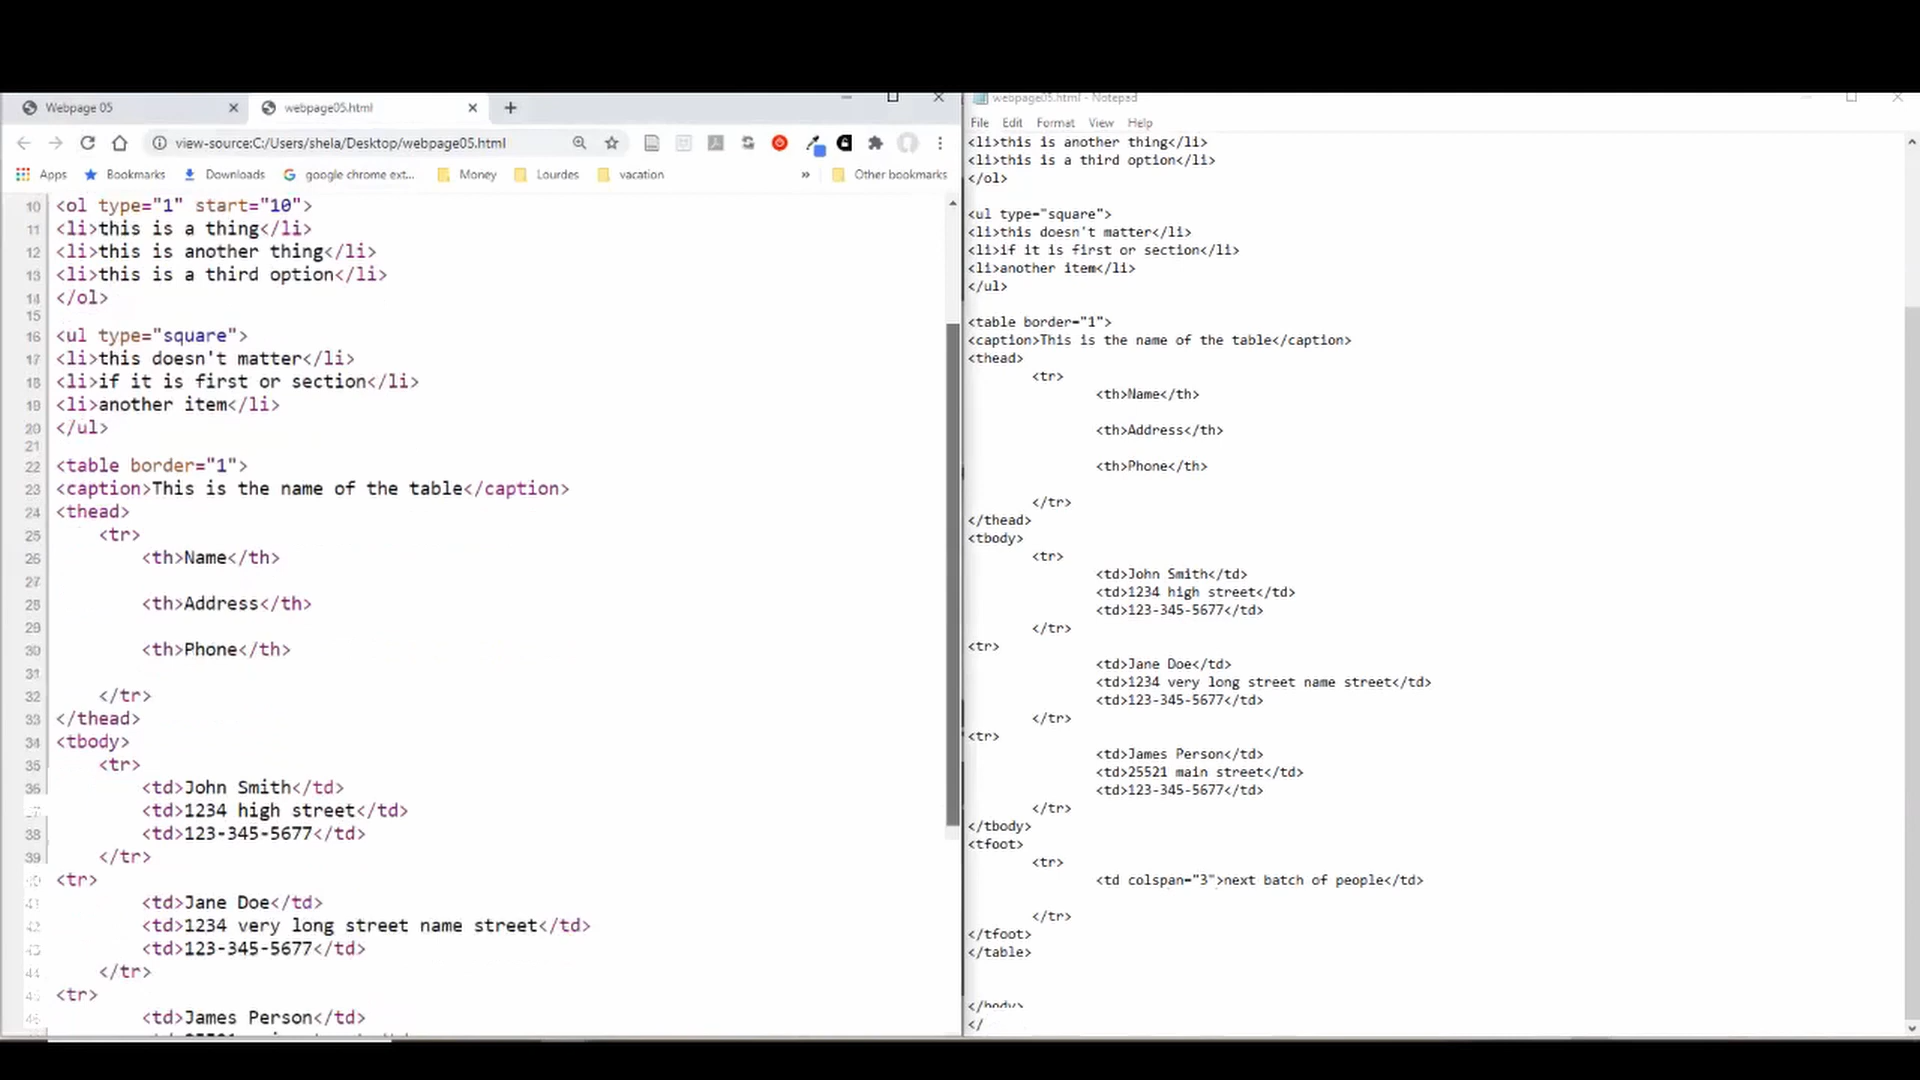 Webpage 05
webpage05.html
view-source:C:/Users/shela/Desktop/webpage05.html
Apps
Bookmarks
Downloads
google chrome ext...
Money
Lourdes
vacation
»
Other bookmarks
10 <ol type="1" start="10">
11 <li>this is a thing</li>
12 <li>this is another thing</li>
13 <li>this is a third option</li>
14 </ol>
15
16 <ul type="square">
17 <li>this doesn't matter</li>
18 <li>if it is first or section</li>
19 <li>another item</li>
20 </ul>
21
22 <table border="1">
23 <caption>This is the name of the table</caption>
24 <thead>
25 <tr>
26 <th>Name</th>
27
28 <th>Address</th>
29
30 <th>Phone</th>
31
32 </tr>
33 </thead>
34 <tbody>
35 <tr>
36 <td>John Smith</td>
37 <td>1234 high street</td>
38 <td>123-345-5677</td>
39 </tr>
40 <tr>
41 <td>Jane Doe</td>
42 <td>1234 very long street name street</td>
43 <td>123-345-5677</td>
44 </tr>
45 <tr>
46 <td>James Person</td>
webpage05.html - Notepad
File Edit Format View Help
<li>this is another thing</li>
<li>this is a third option</li>
</ol>
<ul type="square">
<li>this doesn't matter</li>
<li>if it is first or section</li>
<li>another item</li>
</ul>
<table border="1">
<caption>This is the name of the table</caption>
<thead>
<tr>
<th>Name</th>
<th>Address</th>
<th>Phone</th>
</tr>
</thead>
<tbody>
<tr>
<td>John Smith</td>
<td>1234 high street</td>
<td>123-345-5677</td>
</tr>
<tr>
<td>Jane Doe</td>
<td>1234 very long street name street</td>
<td>123-345-5677</td>
</tr>
<tr>
<td>James Person</td>
<td>25521 main street</td>
<td>123-345-5677</td>
</tr>
</tbody>
<tfoot>
<tr>
<td colspan="3">next batch of people</td>
</tr>
</tfoot>
</table>
</body>
</